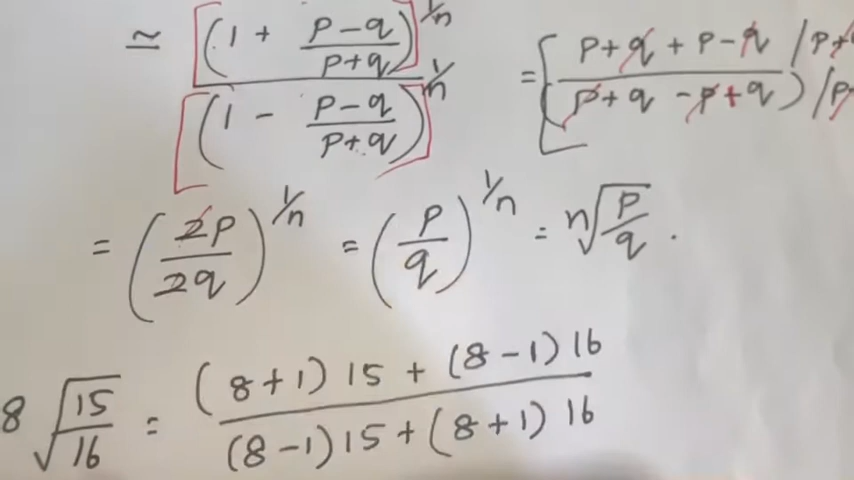 ≃ [(1 + (p-q)/(p+q))]^1/n / [(1 - (p-q)/(p+q))]^1/n = [(p+q+p-q)/(p+q-p+q)
= (2p/2q)^1/n = (p/q)^1/n = n√(p/q) .
8√(15/16) = ((8+1)15 + (8-1)16)/((8-1)15 + (8+1)16)